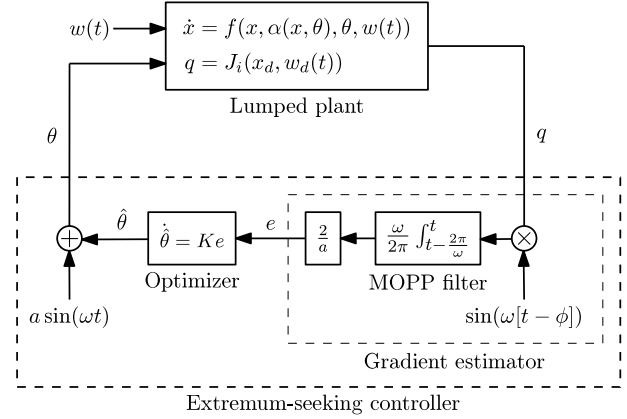 w(t)
ẋ = f(x, α(x, θ), θ, w(t))
q = J_i(x_d, w_d(t))
Lumped plant
θ
q
θ̂
θ̂̇ = Ke
e
2/a
ω/2π ∫_{t−2π/ω}^{t}
+
×
Optimizer
MOPP filter
a sin(ωt)
sin(ω[t − ϕ])
Gradient estimator
Extremum-seeking controller